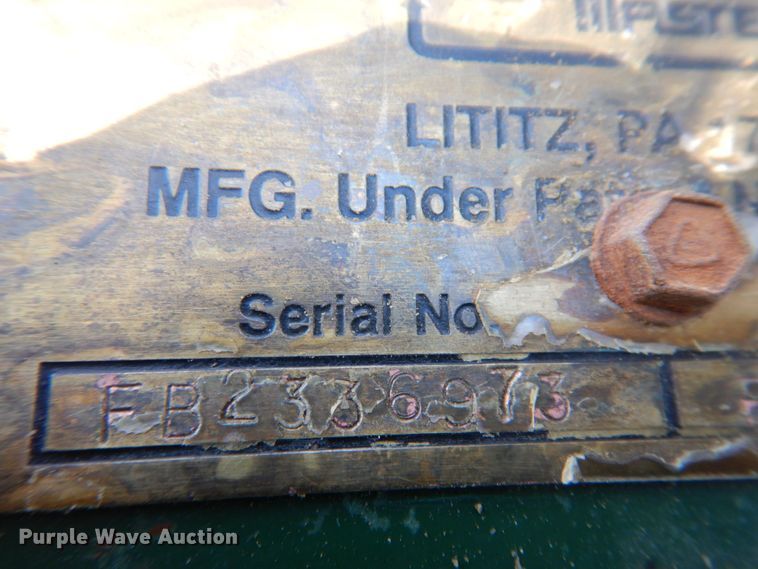 LITITZ, PA
MFG. Under
Serial No.
FB2336973
Purple Wave Auction